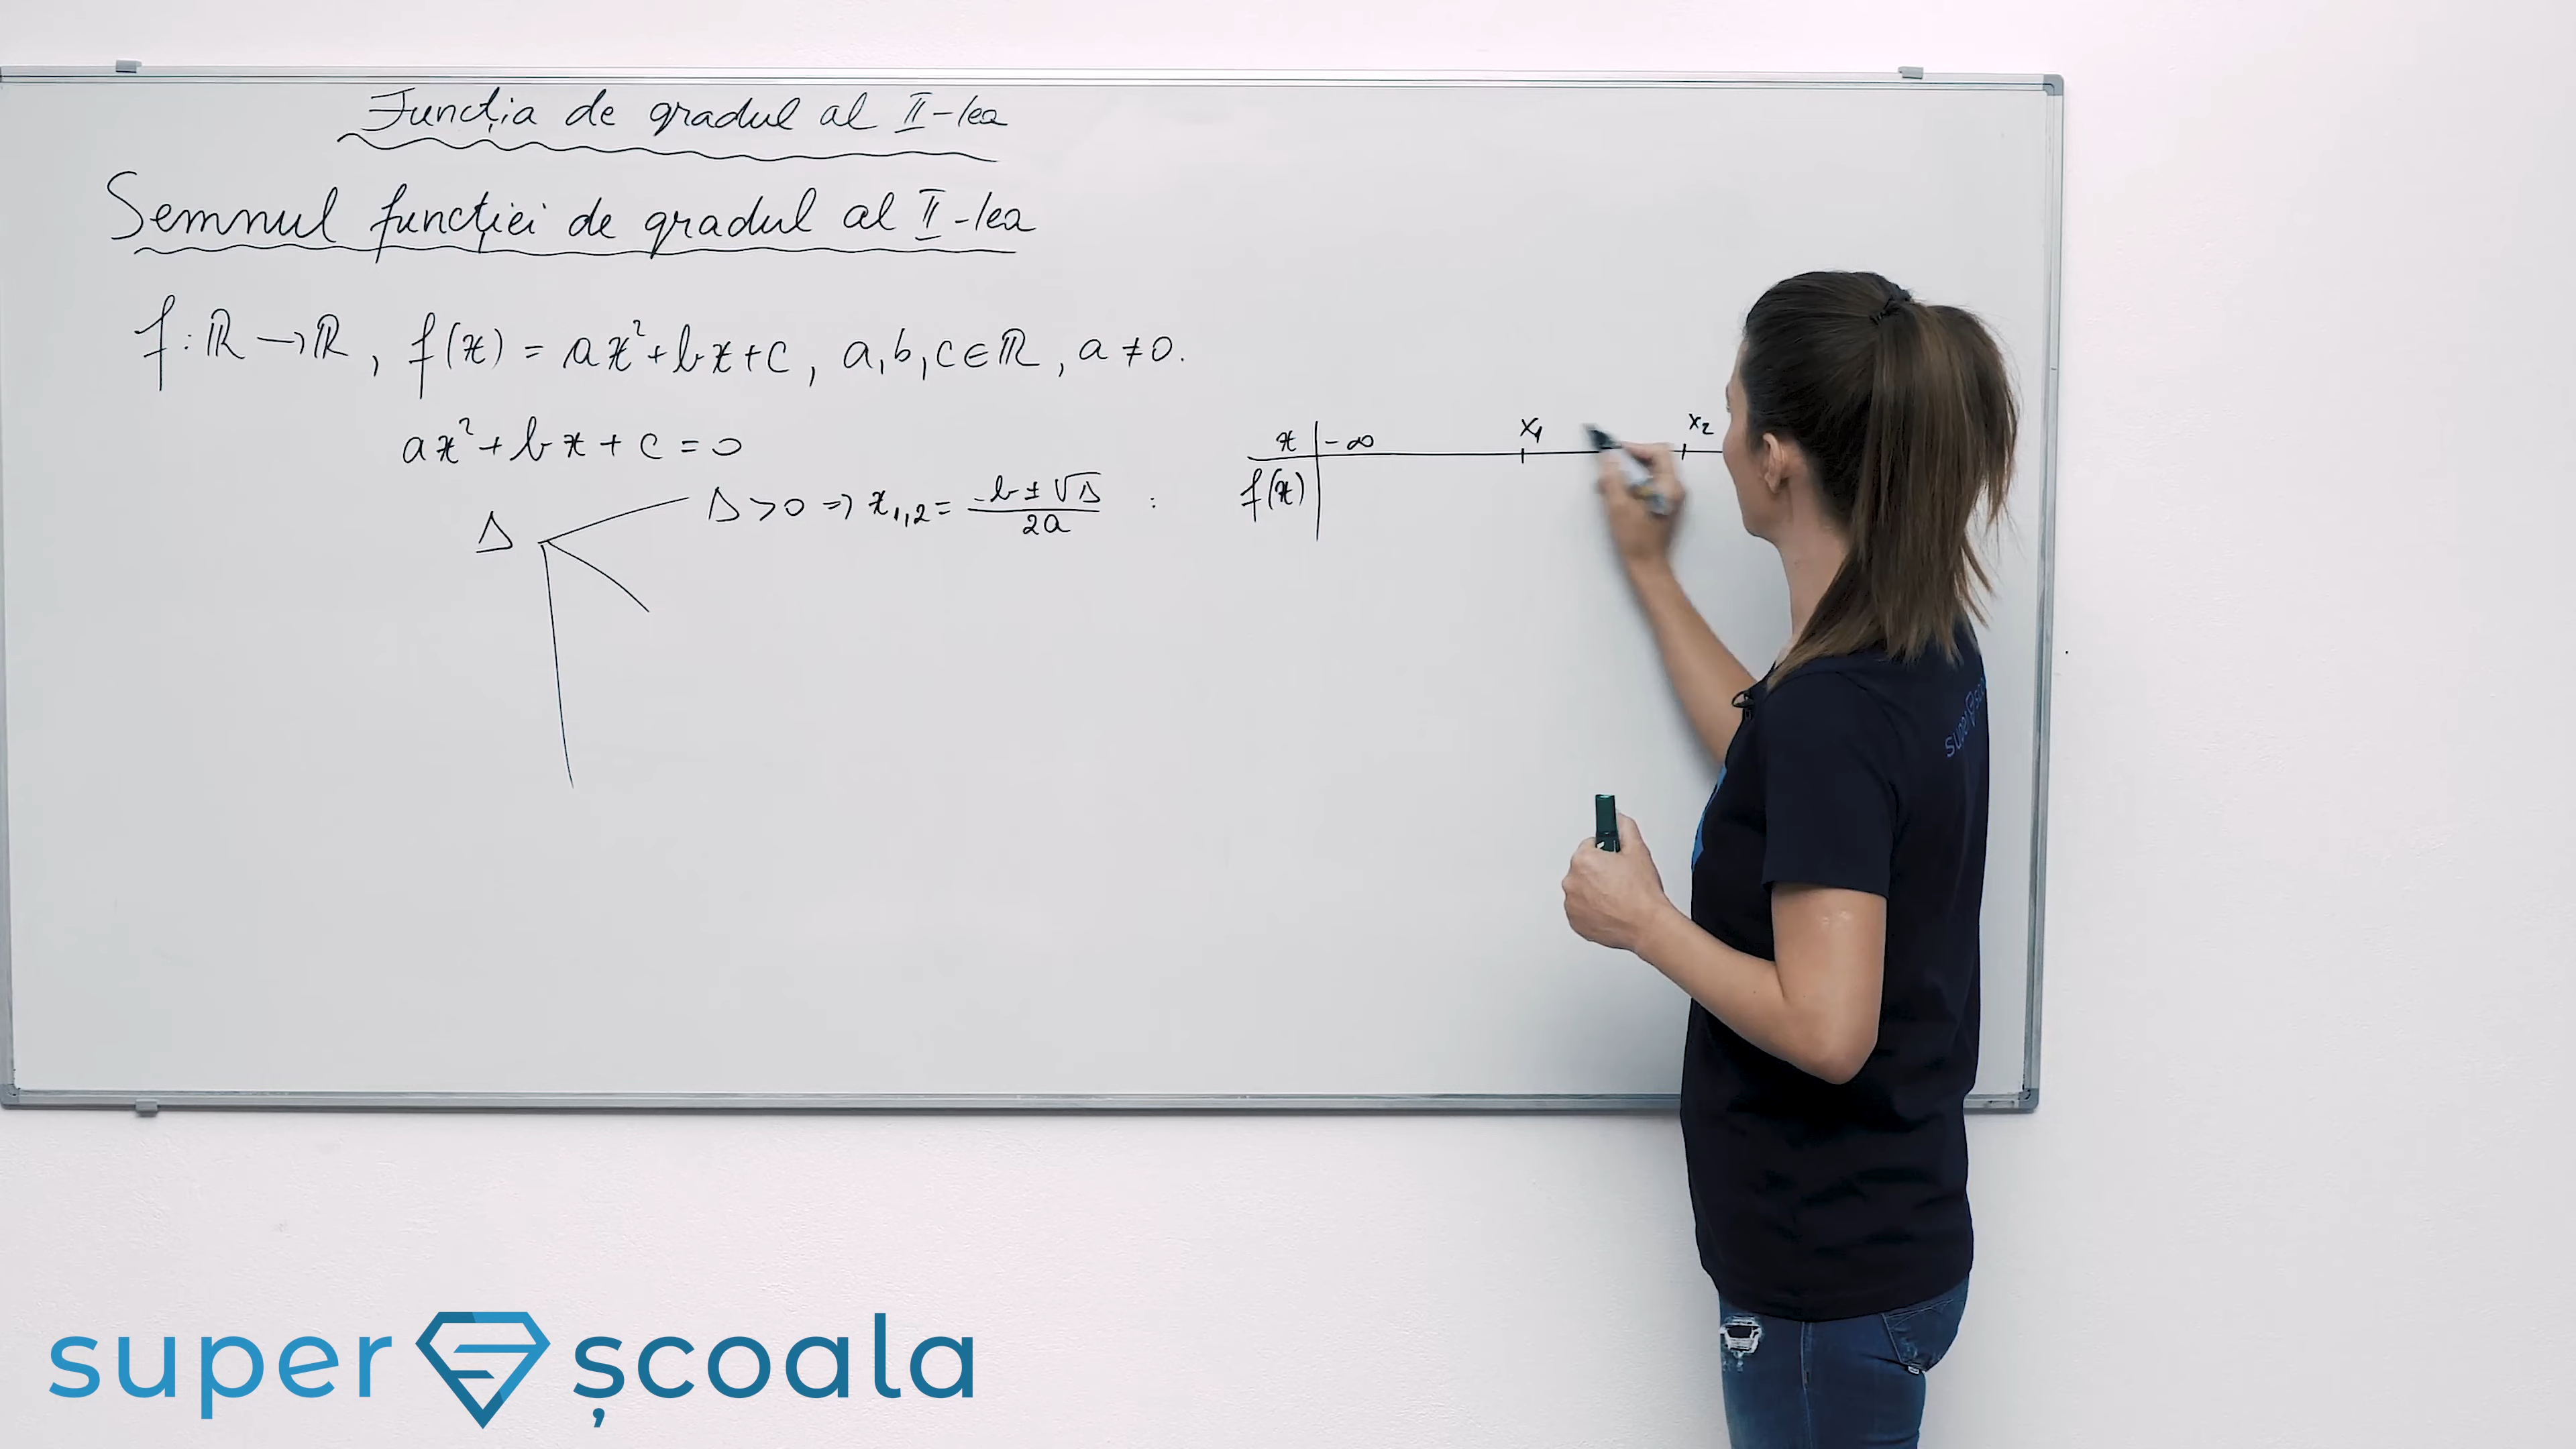 Funcția de gradul al II-lea
Semnul funcției de gradul al II-lea
f: ℝ → ℝ, f(x) = ax² + bx + c, a, b, c ∈ ℝ, a ≠ 0.
ax² + bx + c = 0
Δ
Δ > 0 ⇒ x₁,₂ = (-b ± √Δ) / 2a :
x | -∞ x₁ x₂
f(x)
super școala